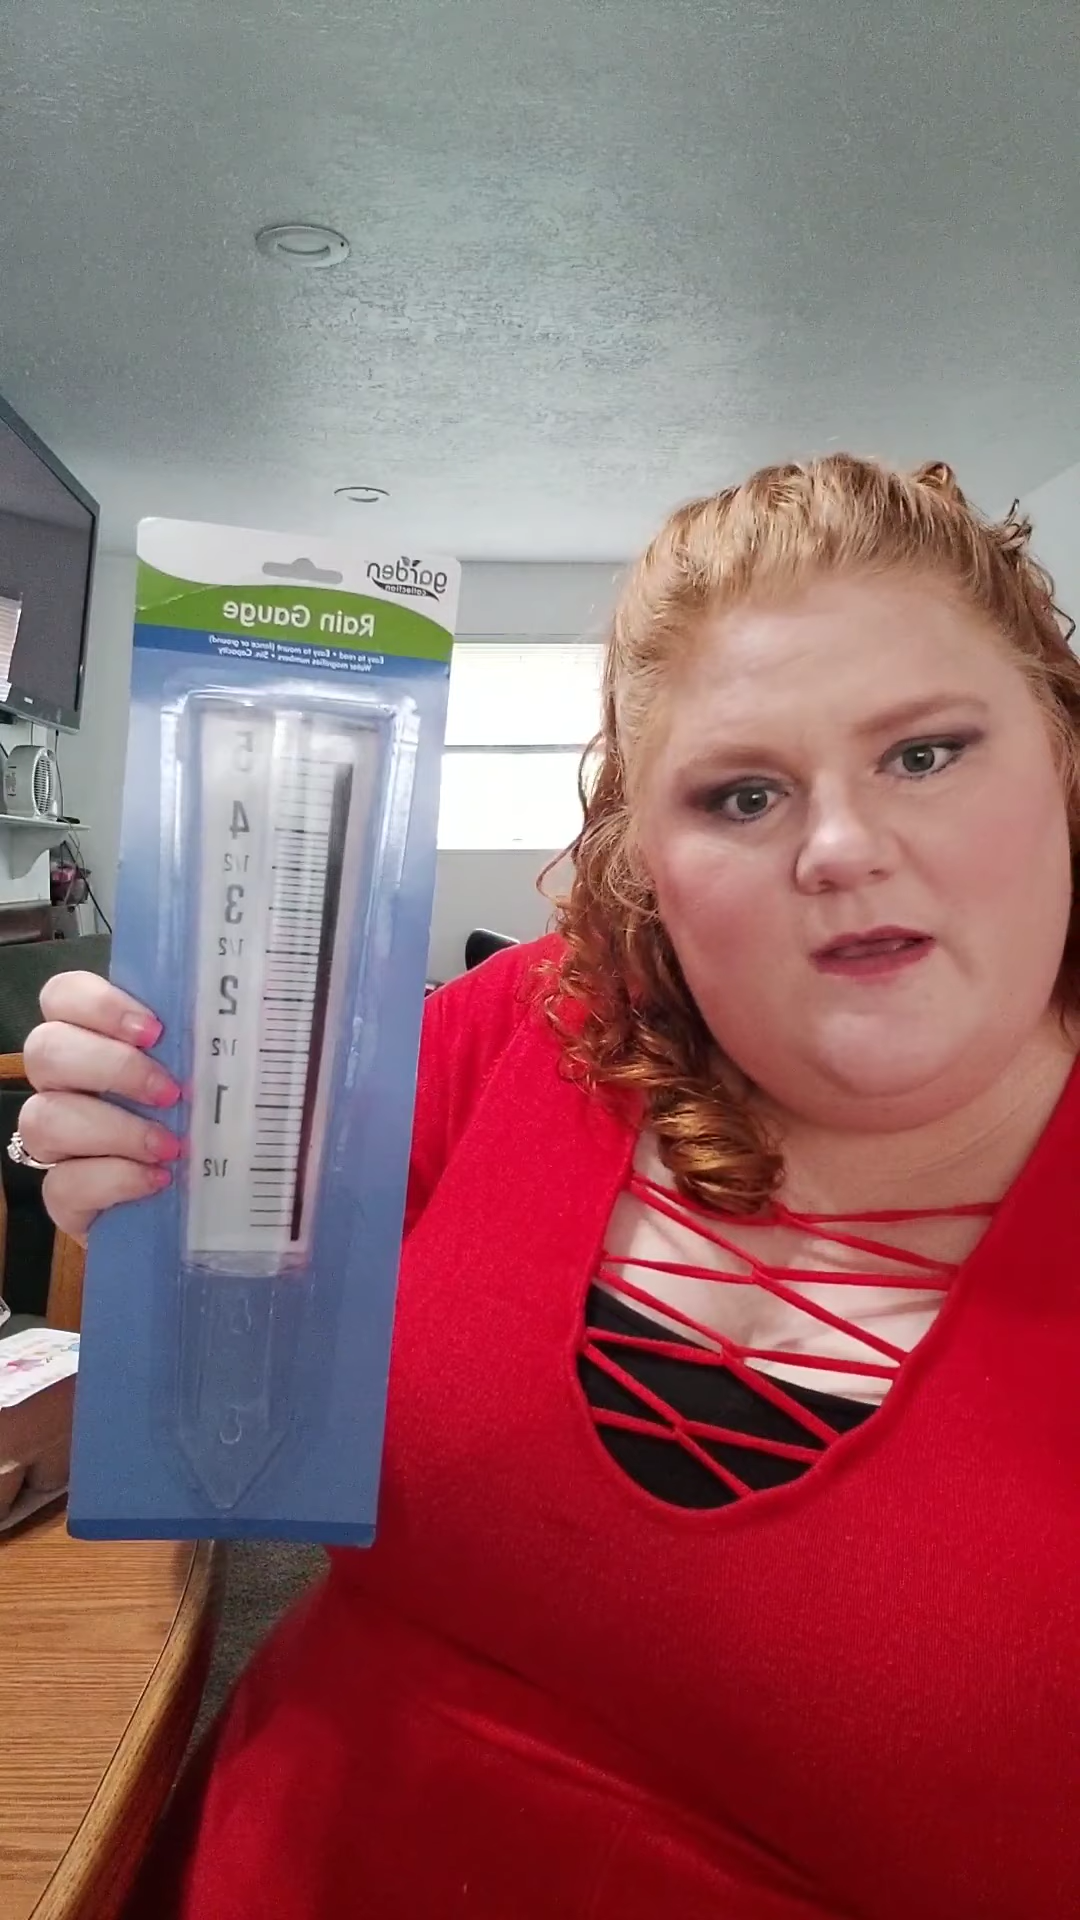 garden
collection
Rain Gauge
Easy to read • Easy to mount (fence or ground)
Water magnifies numbers • 5in. Capacity
5
4
1/2
3
1/2
2
1/2
1
1/2